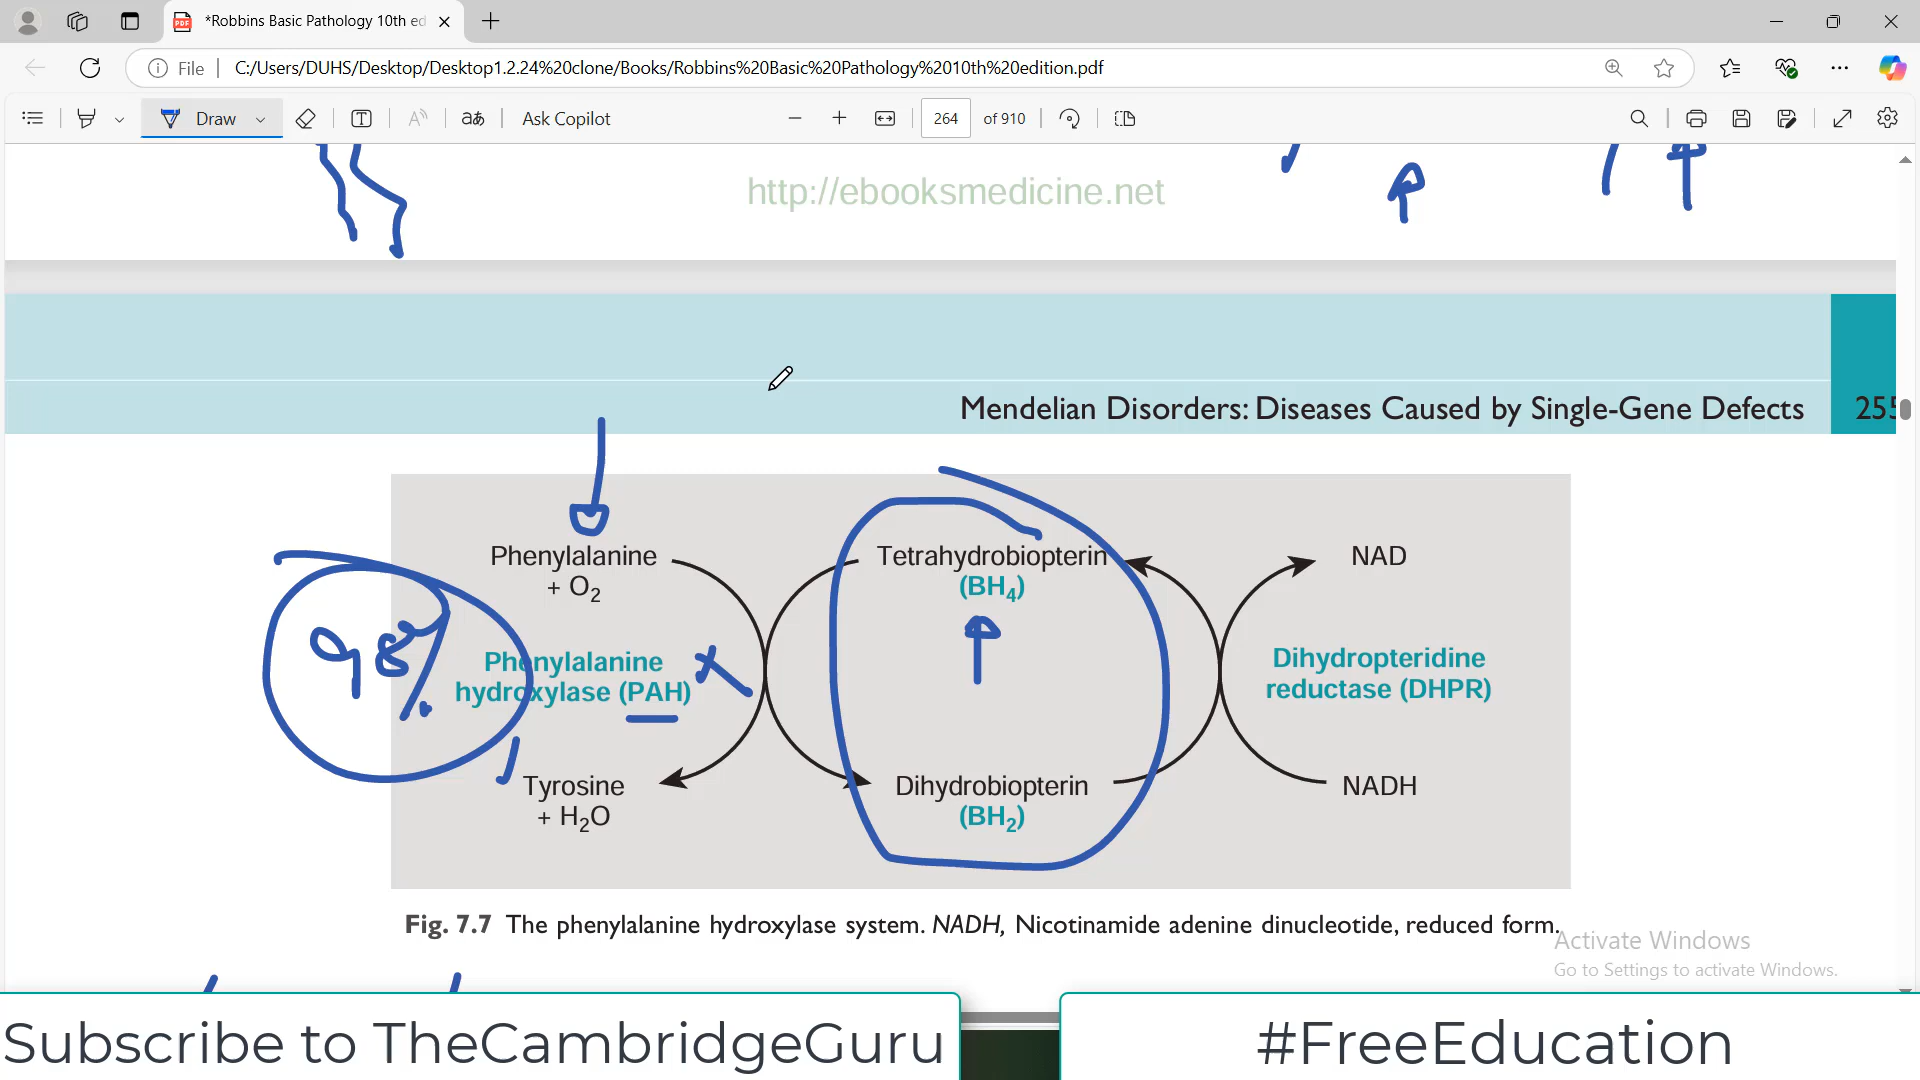 *Robbins Basic Pathology 10th ed
File
C:/Users/DUHS/Desktop/Desktop1.2.24%20clone/Books/Robbins%20Basic%20Pathology%2010th%20edition.pdf
Draw
aあ
Ask Copilot
264 of 910
http://ebooksmedicine.net
Mendelian Disorders: Diseases Caused by Single-Gene Defects 255
Phenylalanine
+ O₂
Tetrahydrobiopterin
(BH₄)
NAD
98%
Phenylalanine
hydroxylase (PAH)
Dihydropteridine
reductase (DHPR)
Tyrosine
+ H₂O
Dihydrobiopterin
(BH₂)
NADH
Fig. 7.7 The phenylalanine hydroxylase system. NADH, Nicotinamide adenine dinucleotide, reduced form.
Activate Windows
Go to Settings to activate Windows.
Subscribe to TheCambridgeGuru
#FreeEducation